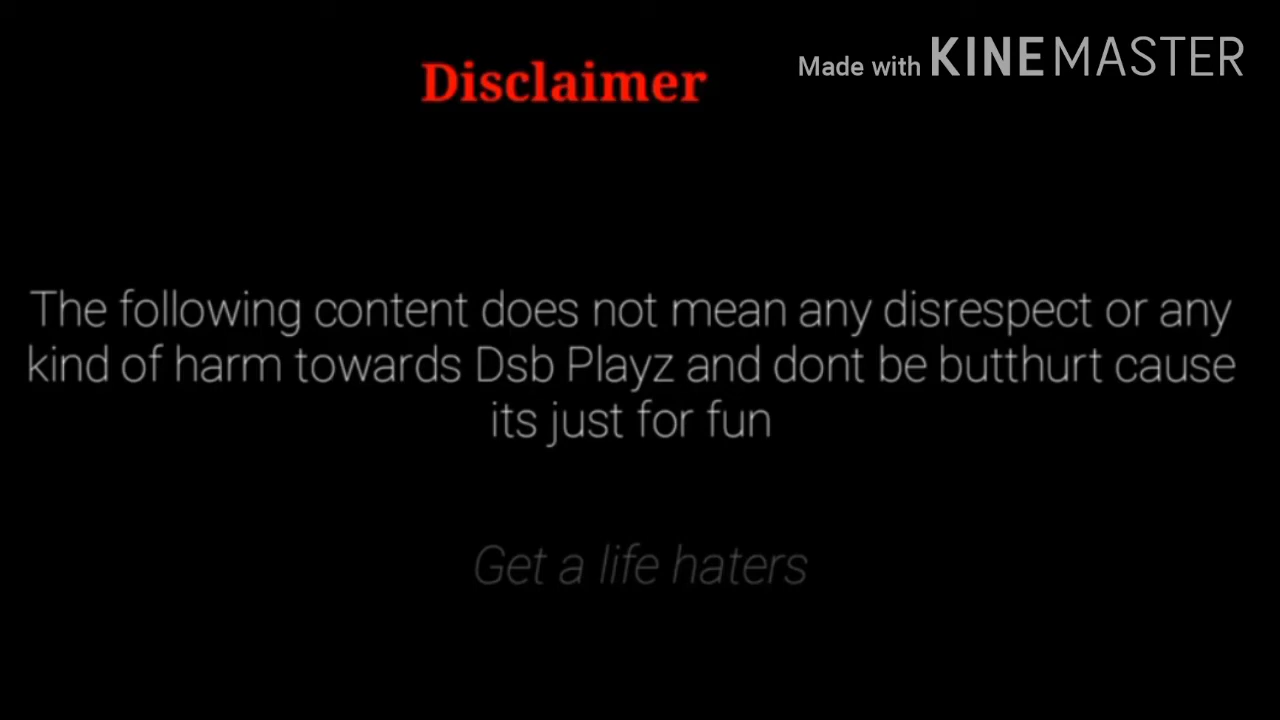 Made with KINEMASTER
Disclaimer
The following content does not mean any disrespect or any
kind of harm towards Dsb Playz and dont be butthurt cause
its just for fun
Get a life haters